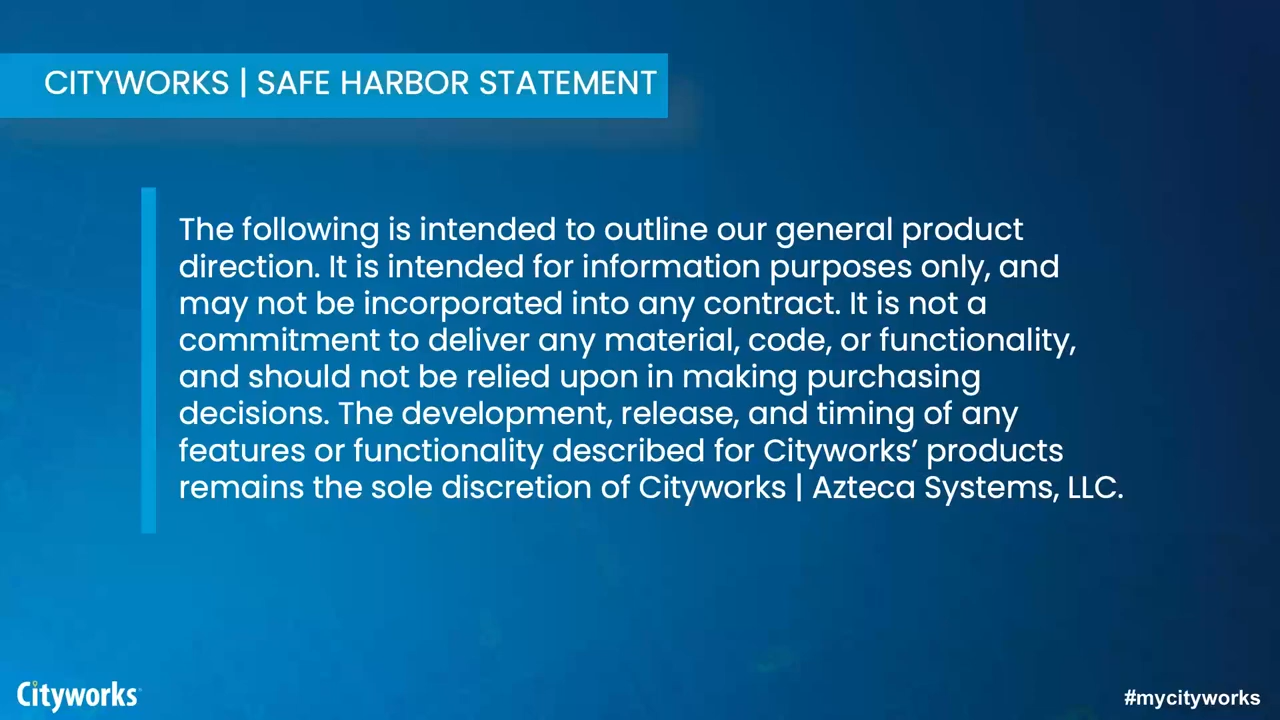 CITYWORKS | SAFE HARBOR STATEMENT
The following is intended to outline our general product
direction. It is intended for information purposes only, and
may not be incorporated into any contract. It is not a
commitment to deliver any material, code, or functionality,
and should not be relied upon in making purchasing
decisions. The development, release, and timing of any
features or functionality described for Cityworks’ products
remains the sole discretion of Cityworks | Azteca Systems, LLC.
Cityworks
#mycityworks